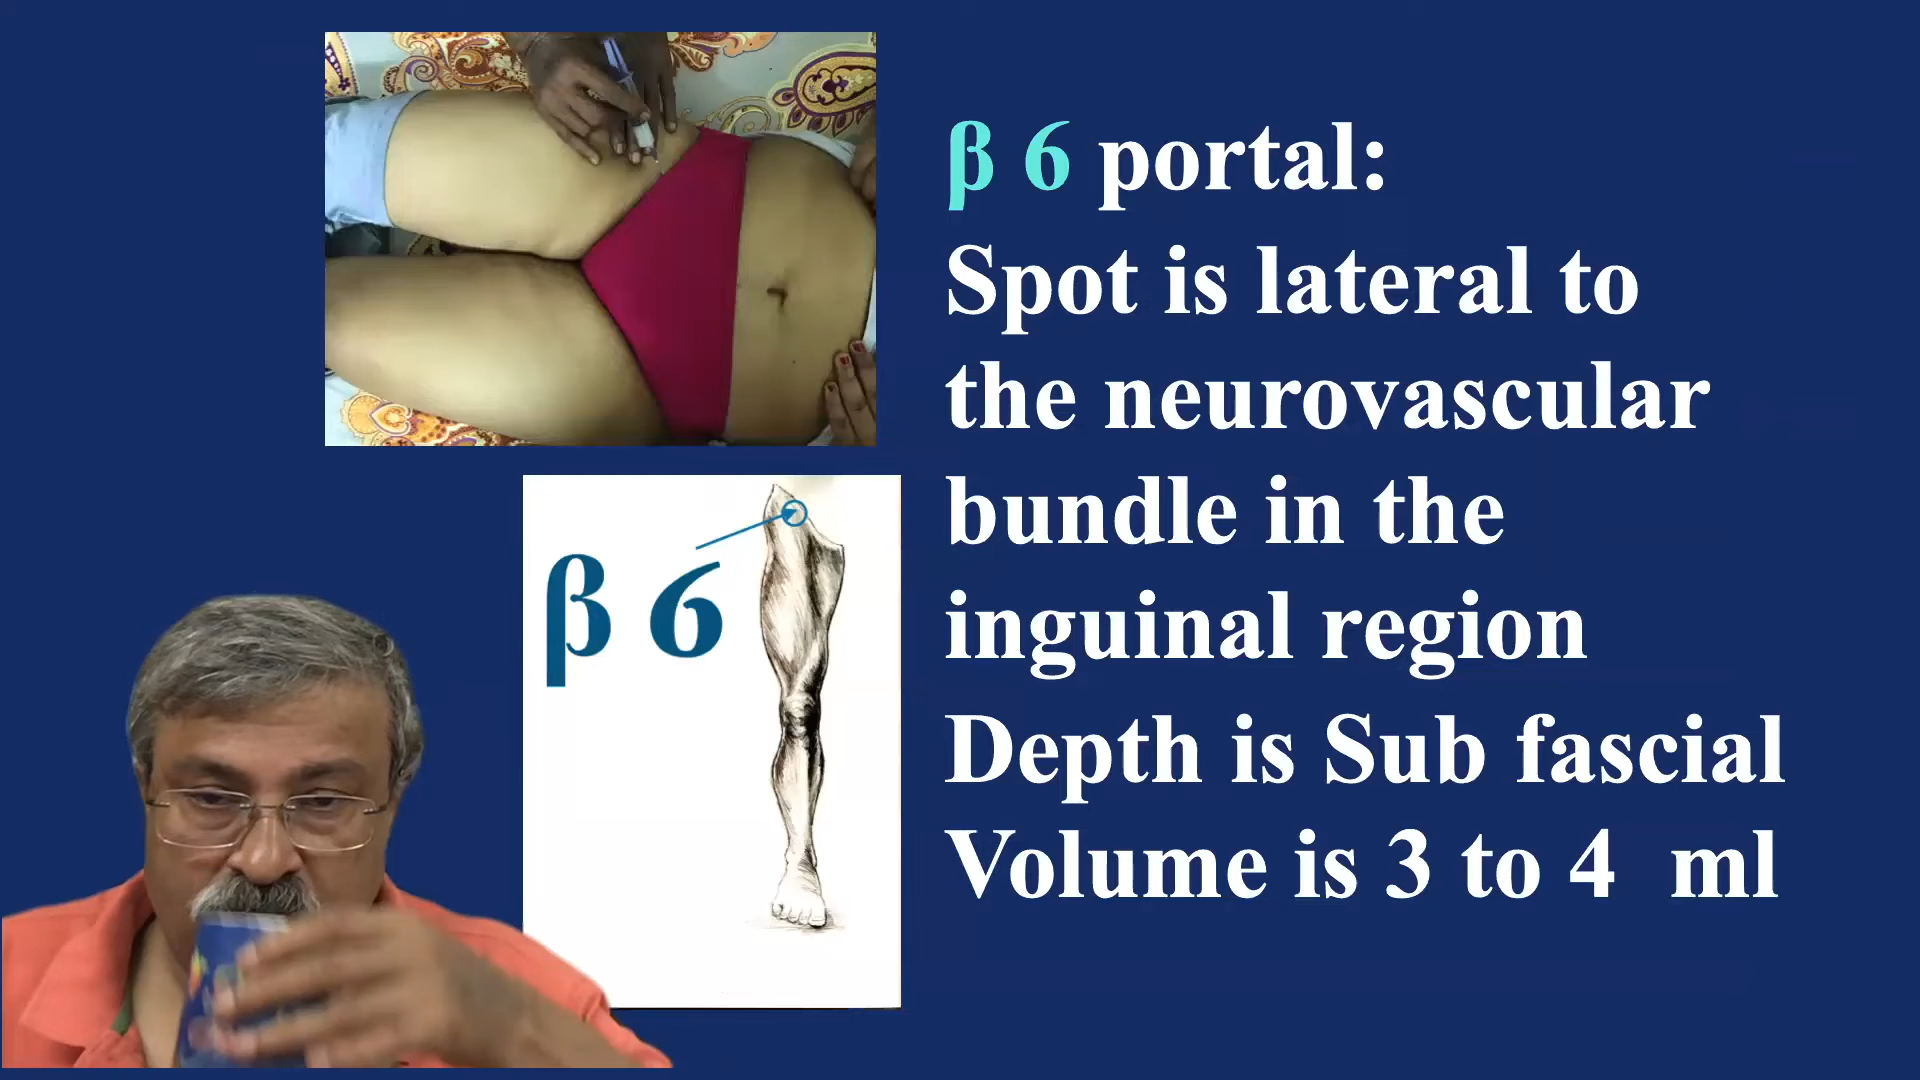 β 6 portal:
Spot is lateral to
the neurovascular
bundle in the
inguinal region
Depth is Sub fascial
Volume is 3 to 4 ml
β 6